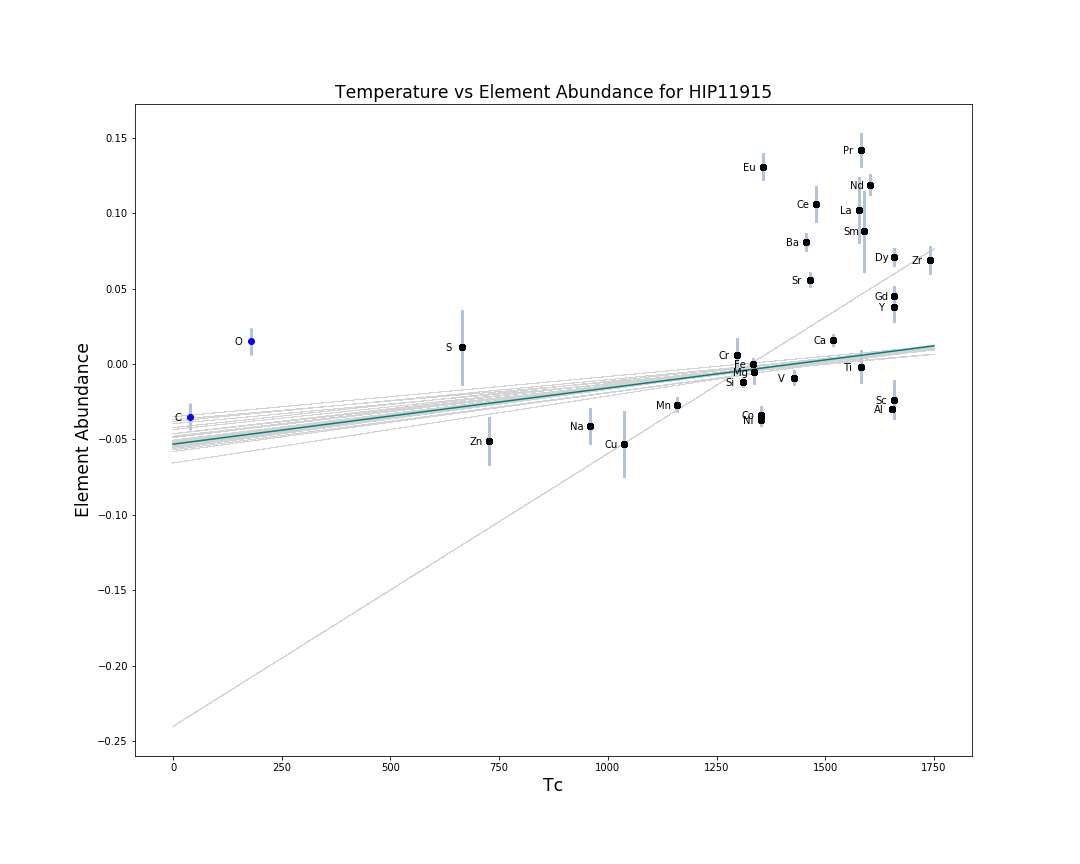 Temperature vs Element Abundance for HIP11915
Element Abundance
0.15
0.10
0.05
0.00
−0.05
−0.10
−0.15
−0.20
−0.25
Pr
Eu
Nd
Ce
La
Sm
Ba
Dy
Zr
Sr
Gd
Y
O
S
Ca
Cr
Fe
Ti
Mg
V
Si
Sc
Mn
Al
Co
C
Ni
Na
Zn
Cu
0
250
500
750
1000
1250
1500
1750
Tc